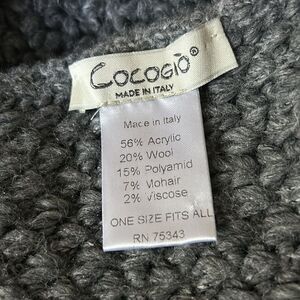 COCOGIÒ®
MADE IN ITALY
Made in Italy
56% Acrylic
20% Wool
15% Polyamid
7% Mohair
2% Viscose
ONE SIZE FITS ALL
RN 75343